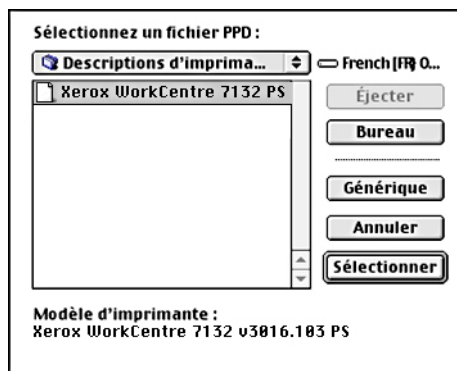 Sélectionnez un fichier PPD :
Descriptions d'imprima...
French [FR] O...
Xerox WorkCentre 7132 PS
Éjecter
Bureau
Générique
Annuler
Sélectionner
Modèle d'imprimante :
Xerox WorkCentre 7132 v3016.103 PS